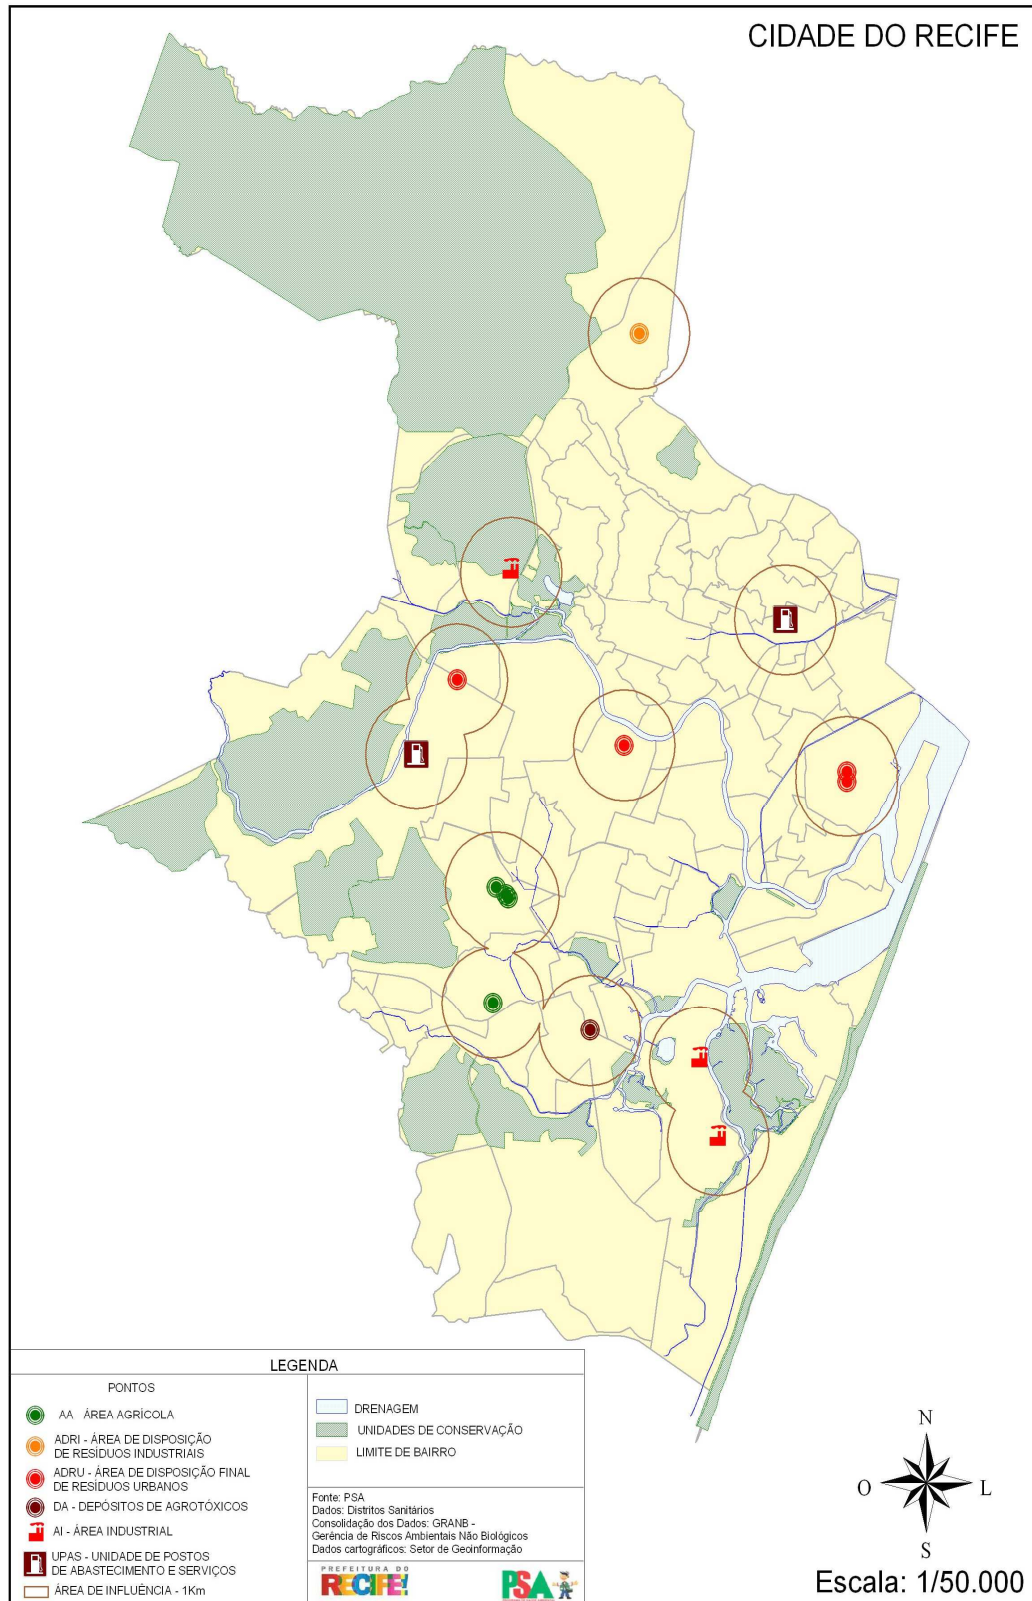 CIDADE DO RECIFE
LEGENDA
PONTOS
AA ÁREA AGRÍCOLA
ADRI - ÁREA DE DISPOSIÇÃO
DE RESÍDUOS INDUSTRIAIS
ADRU - ÁREA DE DISPOSIÇÃO FINAL
DE RESÍDUOS URBANOS
DA - DEPÓSITOS DE AGROTÓXICOS
AI - ÁREA INDUSTRIAL
UPAS - UNIDADE DE POSTOS
DE ABASTECIMENTO E SERVIÇOS
ÁREA DE INFLUÊNCIA - 1Km
DRENAGEM
UNIDADES DE CONSERVAÇÃO
LIMITE DE BAIRRO
Fonte: PSA
Dados: Distritos Sanitários
Consolidação dos Dados: GRANB -
Gerência de Riscos Ambientais Não Biológicos
Dados cartográficos: Setor de Geoinformação
PREFEITURA DO
RECIFE!
PSA
N
O
L
S
Escala: 1/50.000